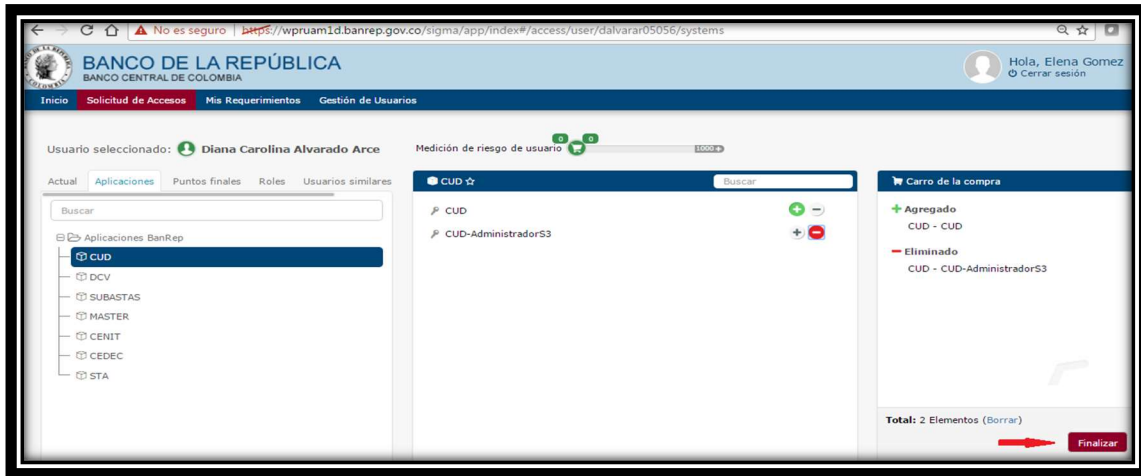 No es seguro | https://wpruam1d.banrep.gov.co/sigma/app/index#/access/user/dalvarar05056/systems
BANCO DE LA REPÚBLICA
BANCO CENTRAL DE COLOMBIA
Hola, Elena Gomez
Cerrar sesión
Inicio Solicitud de Accesos Mis Requerimientos Gestión de Usuarios
Usuario seleccionado: Diana Carolina Alvarado Arce
Medición de riesgo de usuario 0 0 1000+
Actual Aplicaciones Puntos finales Roles Usuarios similares
Buscar
Aplicaciones BanRep
CUD
DCV
SUBASTAS
MASTER
CENIT
CEDEC
STA
CUD Buscar
CUD
CUD-AdministradorS3
Carro de la compra
Agregado
CUD - CUD
Eliminado
CUD - CUD-AdministradorS3
Total: 2 Elementos (Borrar)
Finalizar